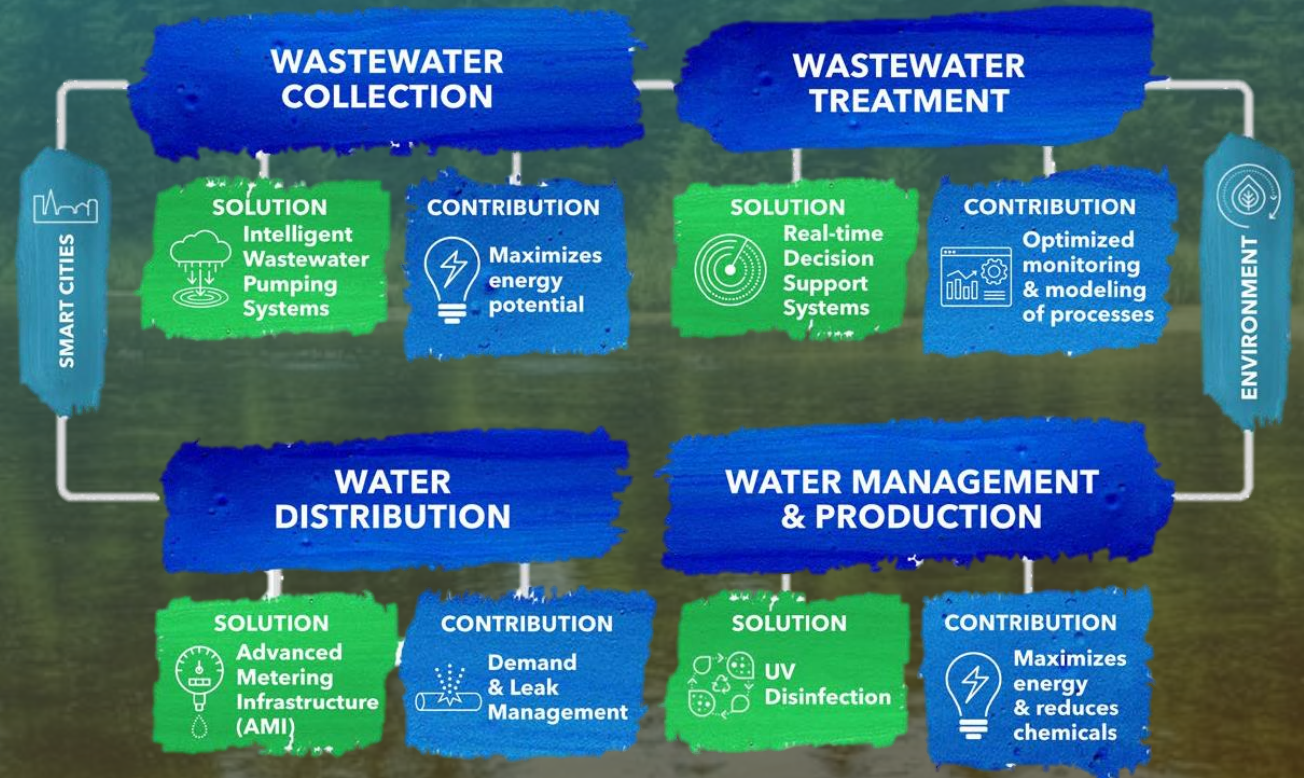 WASTEWATER
COLLECTION
WASTEWATER
TREATMENT
SMART CITIES
SOLUTION
Intelligent
Wastewater
Pumping
Systems
CONTRIBUTION
Maximizes
energy
potential
SOLUTION
Real-time
Decision
Support
Systems
CONTRIBUTION
Optimized
monitoring
& modeling
of processes
ENVIRONMENT
WATER
DISTRIBUTION
WATER MANAGEMENT
& PRODUCTION
SOLUTION
Advanced
Metering
Infrastructure
(AMI)
CONTRIBUTION
Demand
& Leak
Management
SOLUTION
UV
Disinfection
CONTRIBUTION
Maximizes
energy
& reduces
chemicals